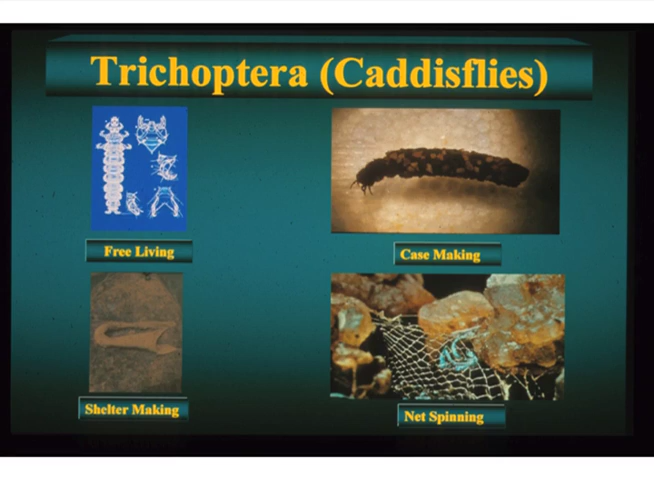 Trichoptera (Caddisflies)
Free Living
Case Making
Shelter Making
Net Spinning